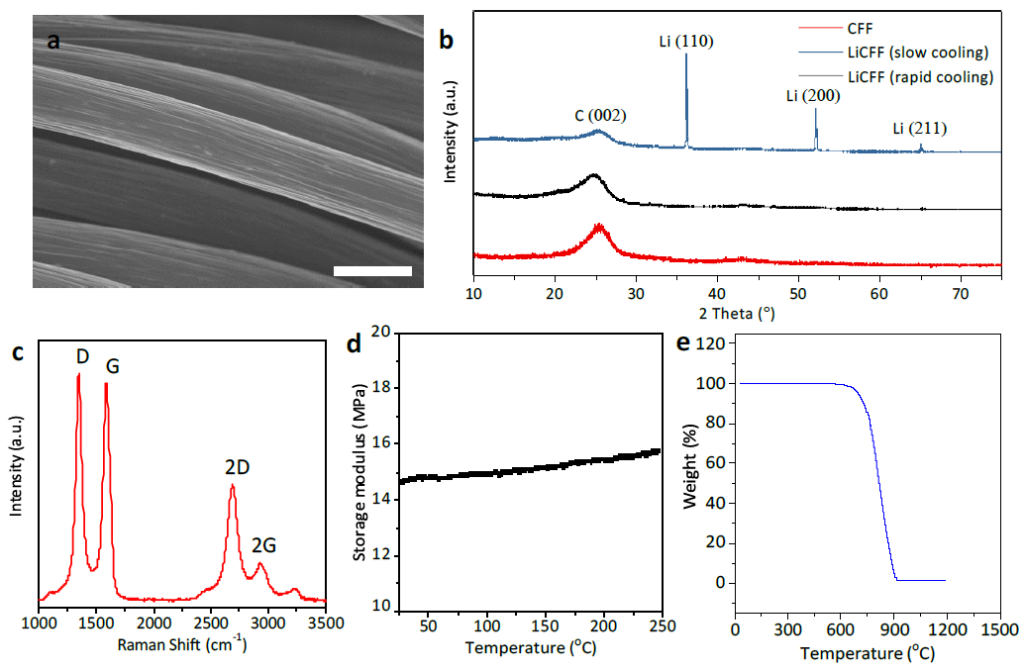 a
b
CFF
LiCFF (slow cooling)
LiCFF (rapid cooling)
Li (110)
Li (200)
Li (211)
C (002)
Intensity (a.u.)
10 20 30 40 50 60 70
2 Theta (°)
c
D
G
2D
2G
Intensity (a.u.)
1000 1500 2000 2500 3000 3500
Raman Shift (cm⁻¹)
d
20
18
16
14
12
10
Storage modulus (MPa)
50 100 150 200 250
Temperature (°C)
e
120
100
80
60
40
20
0
Weight (%)
0 300 600 900 1200 1500
Temperature (°C)